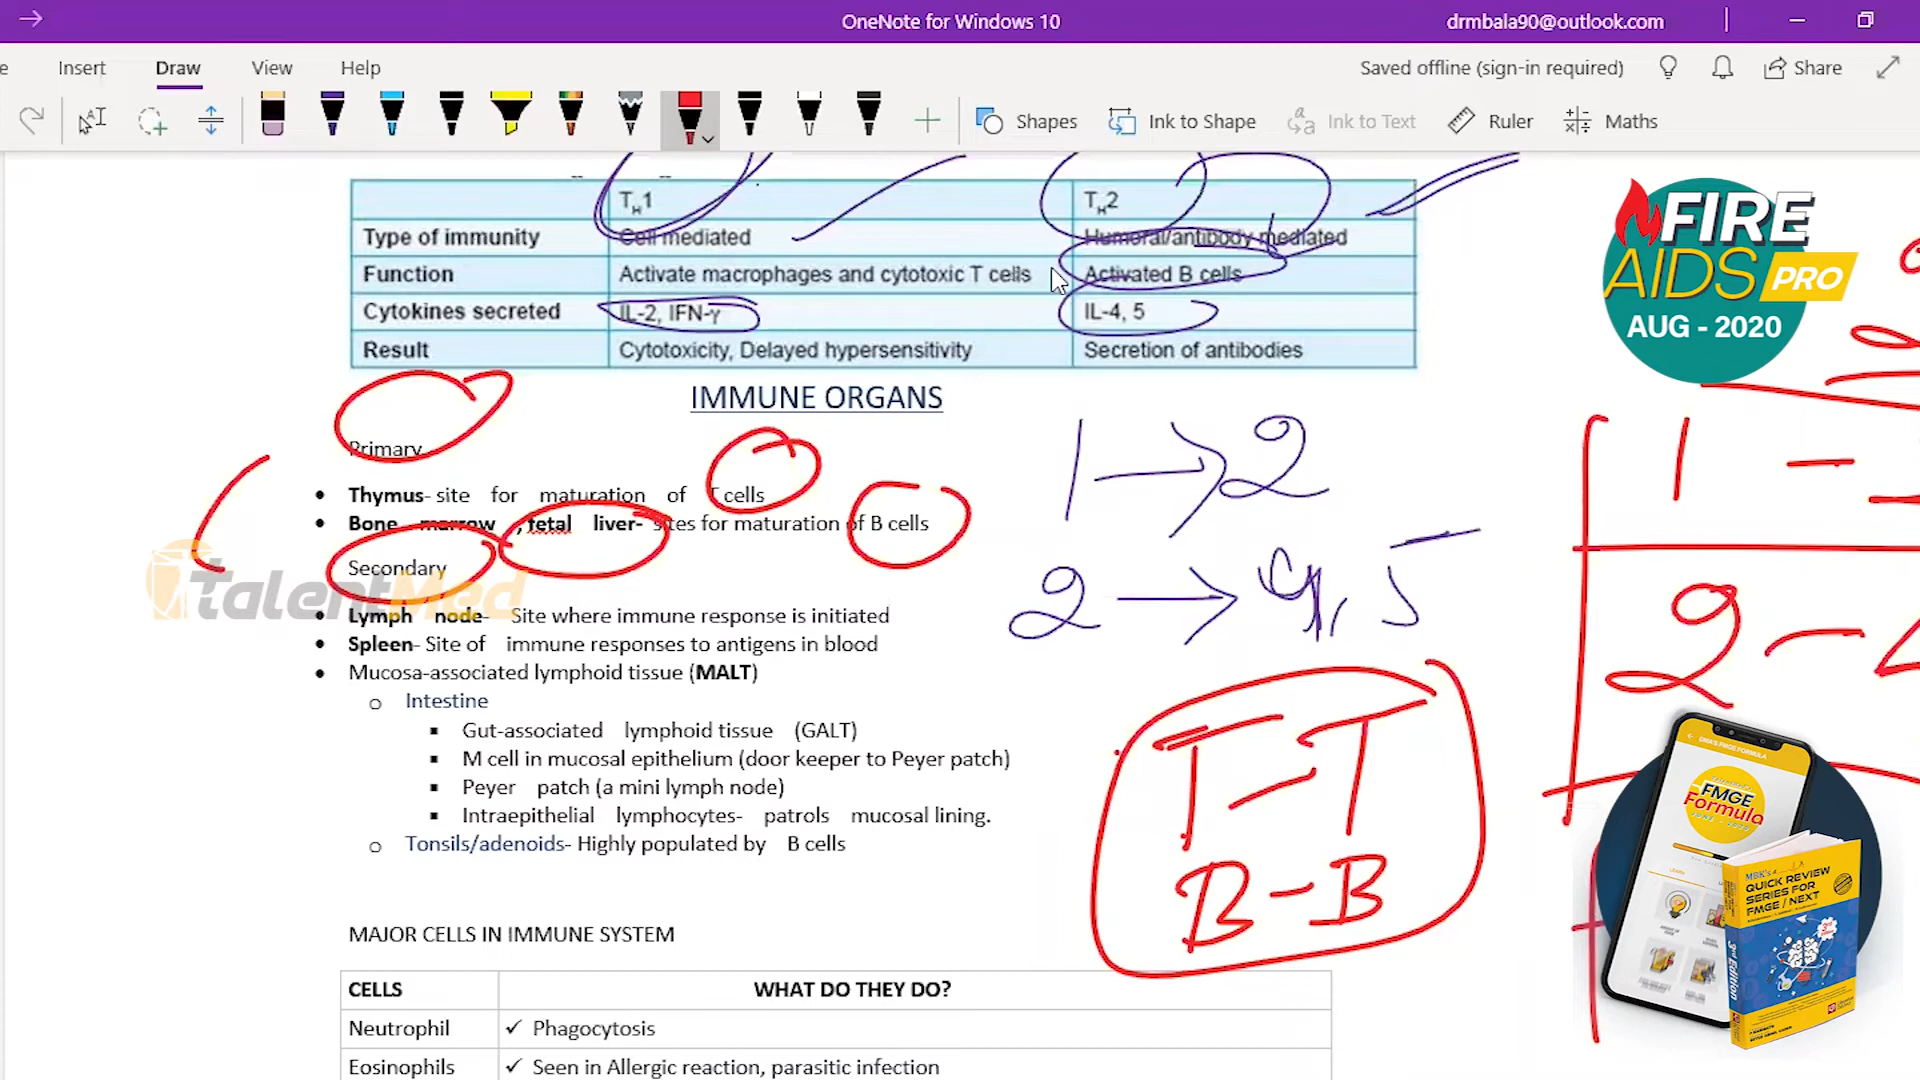 OneNote for Windows 10
drmbala90@outlook.com
Insert Draw View Help
Saved offline (sign-in required) Share
Shapes Ink to Shape Ink to Text Ruler Maths
TH1 TH2
Type of immunity Cell mediated Humoral/antibody mediated
Function Activate macrophages and cytotoxic T cells Activated B cells
Cytokines secreted IL-2, IFN-γ IL-4, 5
Result Cytotoxicity, Delayed hypersensitivity Secretion of antibodies
FIRE
AIDS PRO
AUG - 2020
IMMUNE ORGANS
Primary
• Thymus- site for maturation of T cells
• Bone marrow , fetal liver- sites for maturation of B cells
Secondary
• Lymph node- Site where immune response is initiated
• Spleen- Site of immune responses to antigens in blood
• Mucosa-associated lymphoid tissue (MALT)
o Intestine
▪ Gut-associated lymphoid tissue (GALT)
▪ M cell in mucosal epithelium (door keeper to Peyer patch)
▪ Peyer patch (a mini lymph node)
▪ Intraepithelial lymphocytes- patrols mucosal lining.
o Tonsils/adenoids- Highly populated by B cells
1 → 2
2 → 4, 5
T - T
B - B
1 -
2 -
TalentMed
MAJOR CELLS IN IMMUNE SYSTEM
CELLS WHAT DO THEY DO?
Neutrophil ✓ Phagocytosis
Eosinophils ✓ Seen in Allergic reaction, parasitic infection
FMGE
Formula
MBK's
QUICK REVIEW
SERIES FOR
FMGE / NEXT
3rd Edition